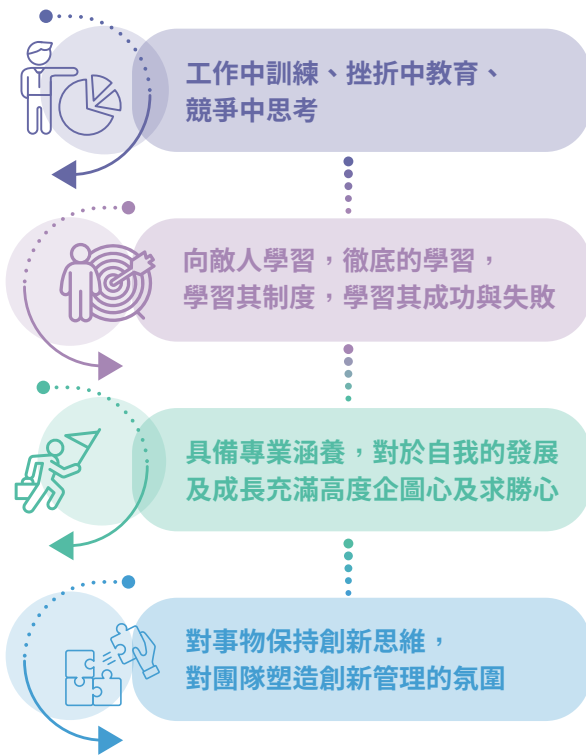 工作中訓練、挫折中教育、
競爭中思考
向敵人學習，徹底的學習，
學習其制度，學習其成功與失敗
具備專業涵養，對於自我的發展
及成長充滿高度企圖心及求勝心
對事物保持創新思維，
對團隊塑造創新管理的氛圍